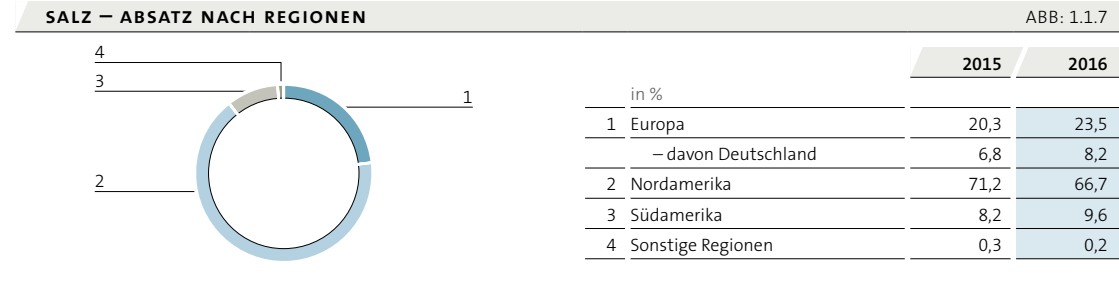 SALZ — ABSATZ NACH REGIONEN ABB: 1.1.7
4
3
1
2
2015 2016
in %
1 Europa 20,3 23,5
– davon Deutschland 6,8 8,2
2 Nordamerika 71,2 66,7
3 Südamerika 8,2 9,6
4 Sonstige Regionen 0,3 0,2